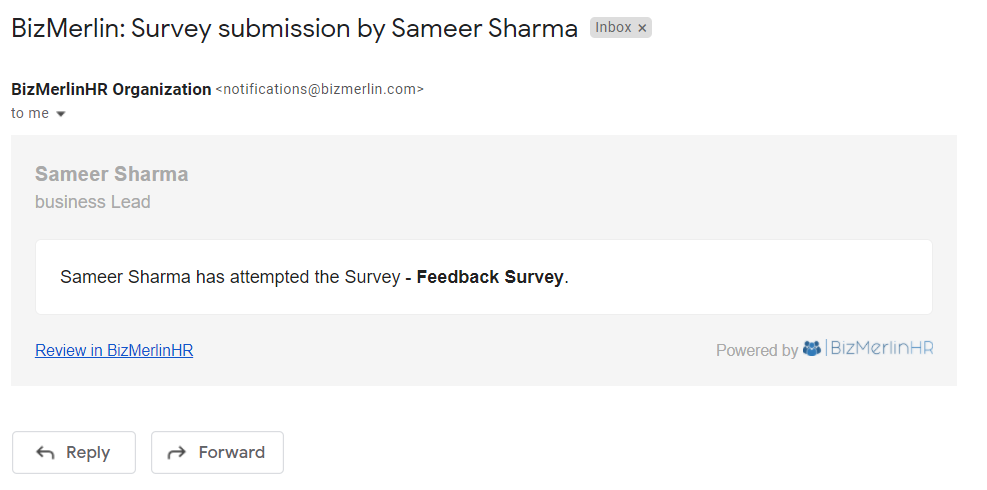 BizMerlin: Survey submission by Sameer Sharma Inbox ×
BizMerlinHR Organization <notifications@bizmerlin.com>
to me
Sameer Sharma
business Lead
Sameer Sharma has attempted the Survey - Feedback Survey.
Review in BizMerlinHR Powered by BizMerlinHR
Reply Forward